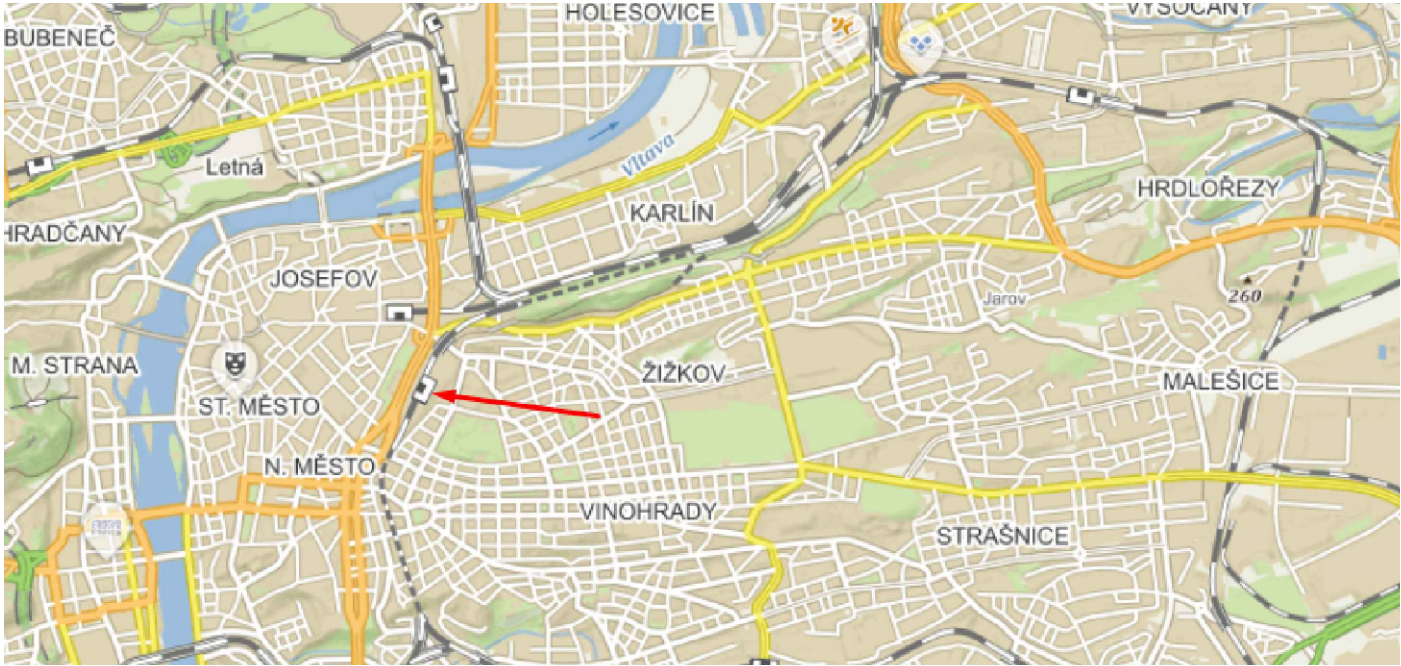 HOLEŠOVICE
VYSOČANY
BUBENEČ
Letná
Vltava
HRDLOŘEZY
KARLÍN
HRADČANY
JOSEFOV
260
Jarov
M. STRANA
ŽIŽKOV
MALEŠICE
ST. MĚSTO
N. MĚSTO
VINOHRADY
STRAŠNICE